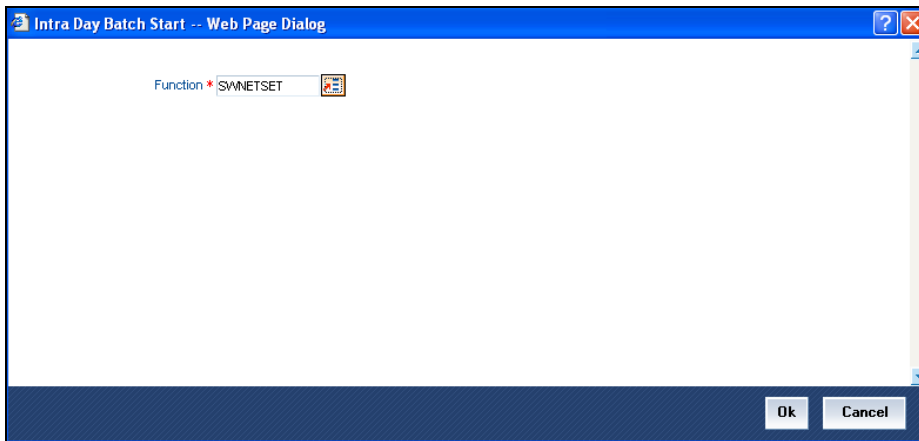 Intra Day Batch Start -- Web Page Dialog
?
Function * SWNETSET
Ok Cancel